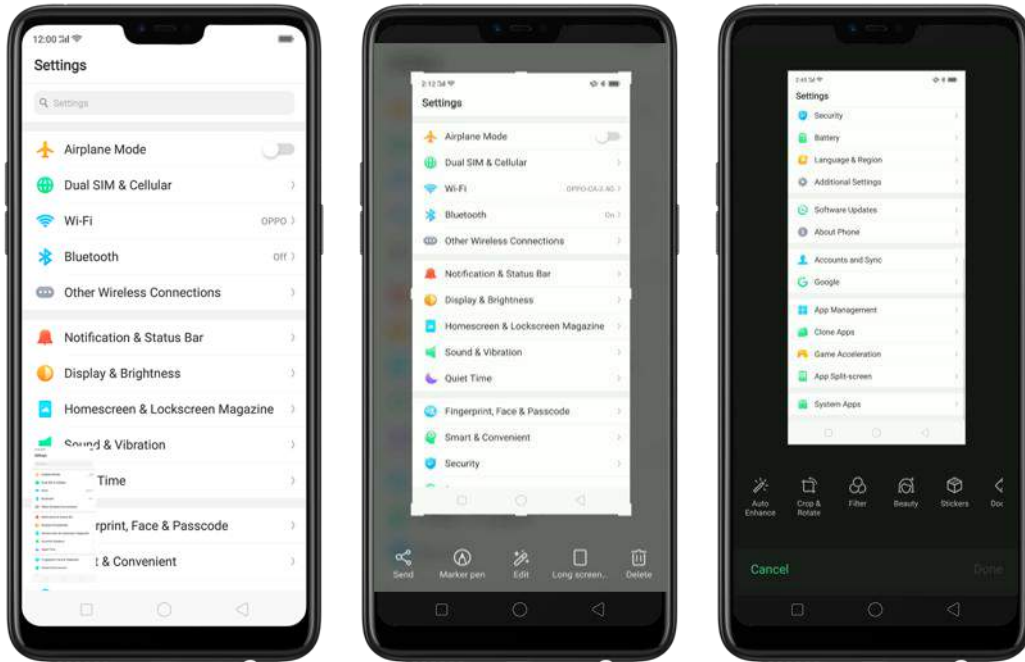 12:00
Settings
Settings
Airplane Mode
Dual SIM & Cellular
Wi-Fi OPPO
Bluetooth Off
Other Wireless Connections
Notification & Status Bar
Display & Brightness
Homescreen & Lockscreen Magazine
Sound & Vibration
Time
rprint, Face & Passcode
t & Convenient
2:12
Settings
Airplane Mode
Dual SIM & Cellular
Wi-Fi
Bluetooth On
Other Wireless Connections
Notification & Status Bar
Display & Brightness
Homescreen & Lockscreen Magazine
Sound & Vibration
Quiet Time
Fingerprint, Face & Passcode
Smart & Convenient
Security
Send Marker pen Edit Long screen... Delete
Settings
Security
Battery
Language & Region
Additional Settings
Software Updates
About Phone
Accounts and Sync
Google
App Management
Clone Apps
Game Acceleration
App Split-screen
System Apps
Auto Enhance
Crop & Rotate
Filter
Beauty
Stickers
Doc
Cancel Done